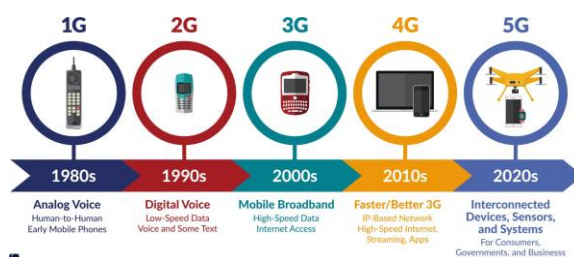 1G
2G
3G
4G
5G
1980s
1990s
2000s
2010s
2020s
Analog Voice
Human-to-Human
Early Mobile Phones
Digital Voice
Low-Speed Data
Voice and Some Text
Mobile Broadband
High-Speed Data
Internet Access
Faster/Better 3G
IP-Based Network
High-Speed Internet,
Streaming, Apps
Interconnected
Devices, Sensors,
and Systems
For Consumers,
Governments, and Businesss